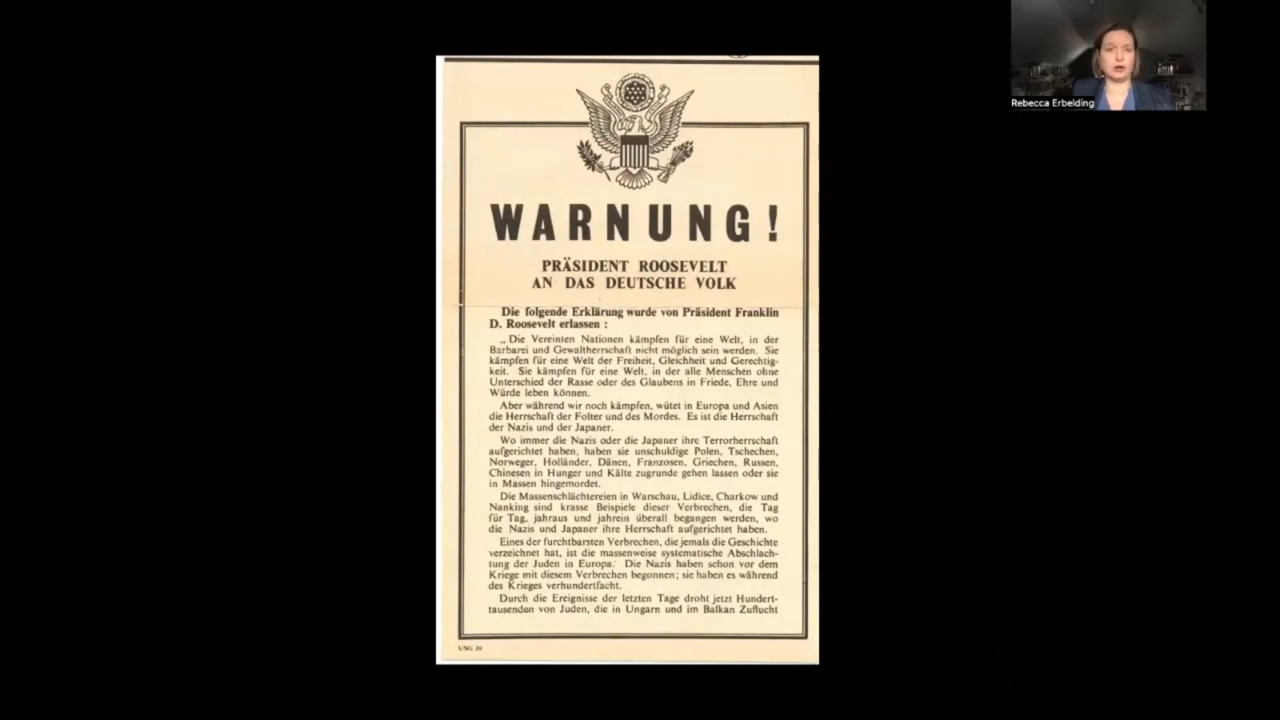 Rebecca Erbelding
WARNUNG!
PRÄSIDENT ROOSEVELT
AN DAS DEUTSCHE VOLK
Die folgende Erklärung wurde von Präsident Franklin
D. Roosevelt erlassen :
„ Die Vereinten Nationen kämpfen für eine Welt, in der
Barbarei und Gewaltherrschaft nicht möglich sein werden. Sie
kämpfen für eine Welt der Freiheit, Gleichheit und Gerechtig-
keit. Sie kämpfen für eine Welt, in der alle Menschen ohne
Unterschied der Rasse oder des Glaubens in Friede, Ehre und
Würde leben können.
Aber während wir noch kämpfen, wütet in Europa und Asien
die Herrschaft der Folter und des Mordes. Es ist die Herrschaft
der Nazis und der Japaner.
Wo immer die Nazis oder die Japaner ihre Terrorherrschaft
aufgerichtet haben, haben sie unschuldige Polen, Tschechen,
Norweger, Holländer, Dänen, Franzosen, Griechen, Russen,
Chinesen in Hunger und Kälte zugrunde gehen lassen oder sie
in Massen hingemordet.
Die Massenschlächtereien in Warschau, Lidice, Charkow und
Nanking sind krasse Beispiele dieser Verbrechen, die Tag
für Tag, jahraus und jahrein überall begangen werden, wo
die Nazis und Japaner ihre Herrschaft aufgerichtet haben.
Eines der furchtbarsten Verbrechen, die jemals die Geschichte
verzeichnet hat, ist die massenweise systematische Abschlach-
tung der Juden in Europa. Die Nazis haben schon vor dem
Kriege mit diesem Verbrechen begonnen; sie haben es während
des Krieges verhundertfacht.
Durch die Ereignisse der letzten Tage droht jetzt Hundert-
tausenden von Juden, die in Ungarn und im Balkan Zuflucht
USG